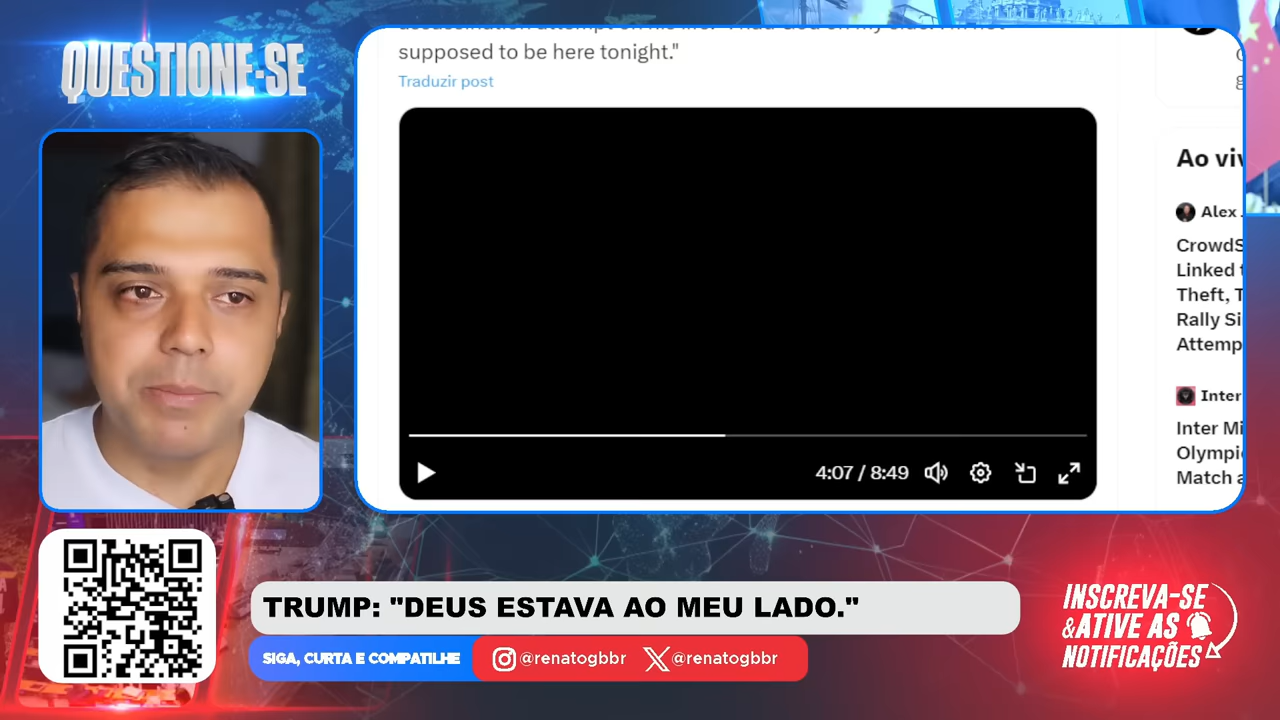 QUESTIONE-SE
supposed to be here tonight."
Traduzir post
4:07 / 8:49
Ao viv
Alex
CrowdS
Linked t
Theft, T
Rally Si
Attemp
Inter
Inter Mi
Olympic
Match a
TRUMP: "DEUS ESTAVA AO MEU LADO."
SIGA, CURTA E COMPATILHE
@renatogbbr
@renatogbbr
INSCREVA-SE
&ATIVE AS
NOTIFICAÇÕES